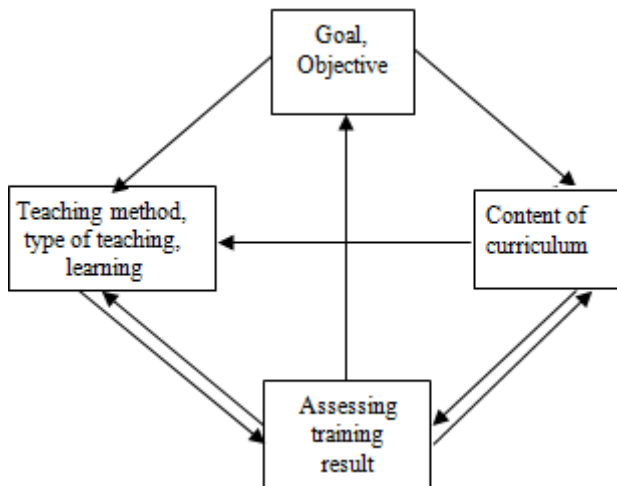 Goal,
Objective
Teaching method,
type of teaching,
learning
Content of
curriculum
Assessing
training
result